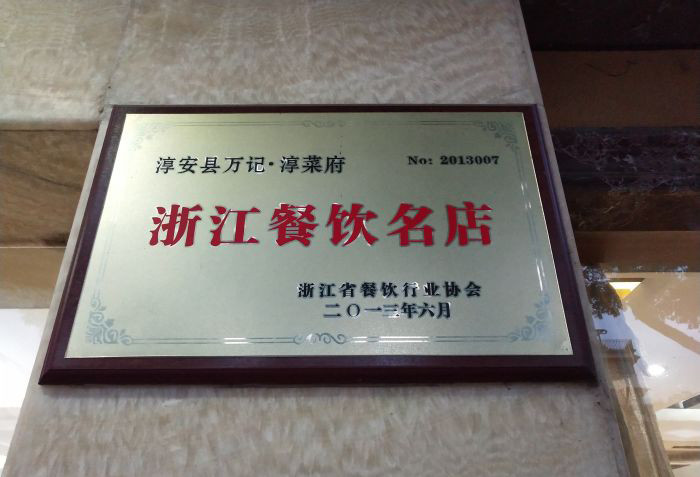 淳安县万记·淳菜府 No: 2013007
浙江餐饮名店
浙江省餐饮行业协会
二〇一三年六月